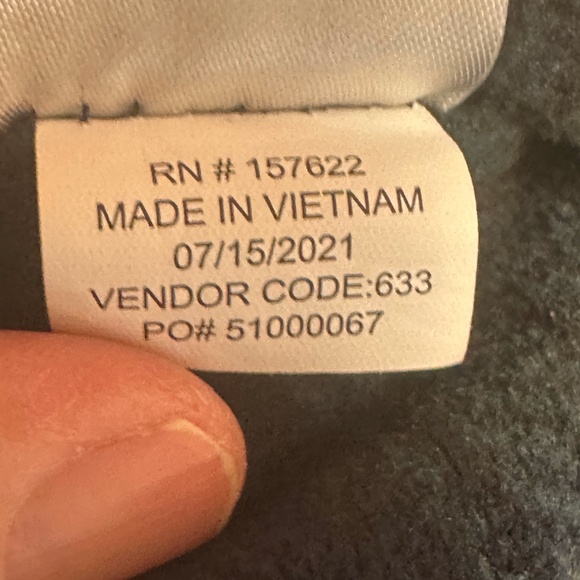 RN # 157622
MADE IN VIETNAM
07/15/2021
VENDOR CODE:633
PO# 51000067